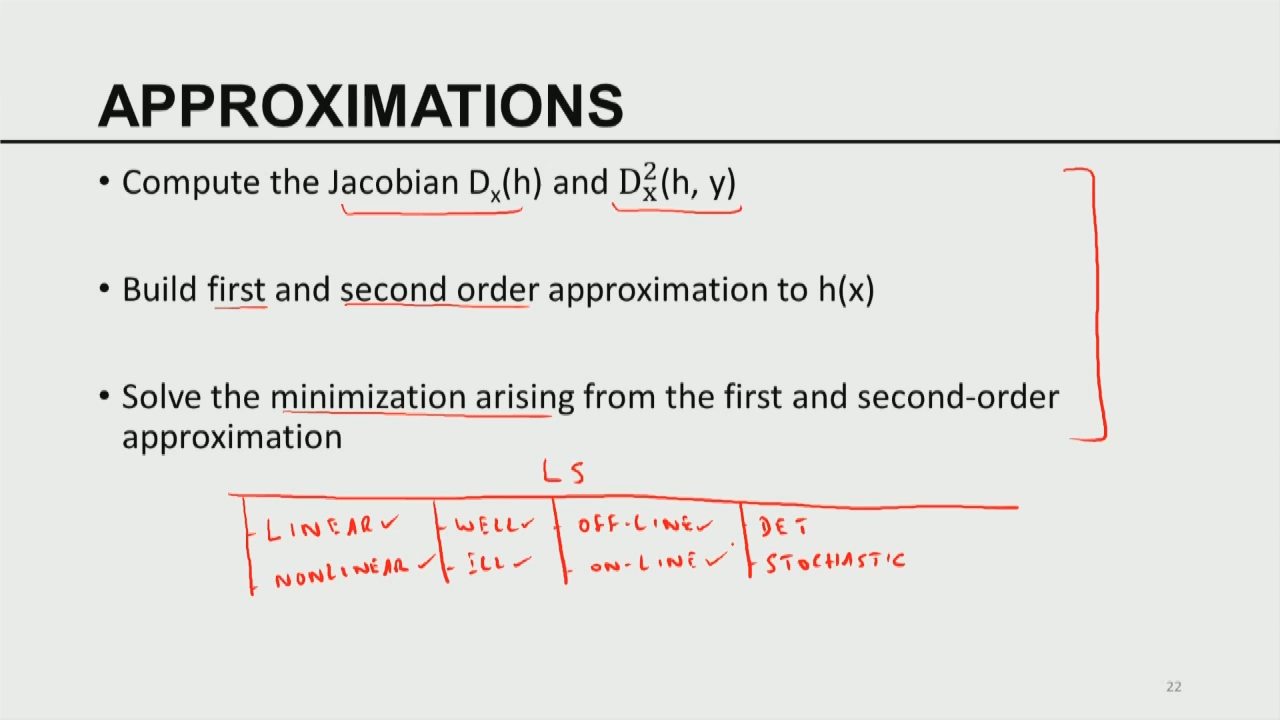 APPROXIMATIONS
• Compute the Jacobian Dₓ(h) and D²ₓ(h, y)
• Build first and second order approximation to h(x)
• Solve the minimization arising from the first and second-order
approximation
LS
LINEAR ✓ WELL ✓ OFF-LINE ✓ DET
NONLINEAR ✓ ILL ✓ ON-LINE ✓ STOCHASTIC
22